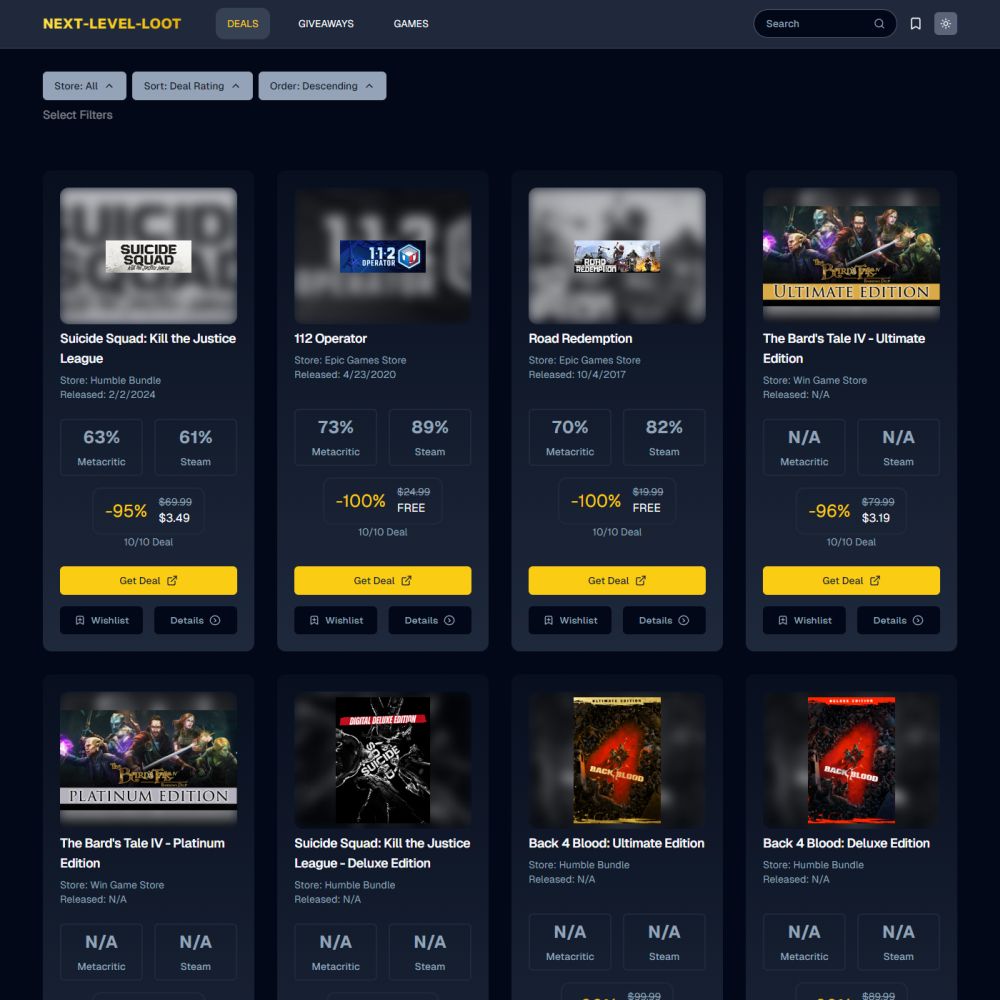 NEXT-LEVEL-LOOT DEALS GIVEAWAYS GAMES Search
Store: All Sort: Deal Rating Order: Descending
Select Filters
SUICIDE
SQUAD
KILL THE JUSTICE LEAGUE
1-1-2
OPERATOR
ROAD
REDEMPTION
The Bard's Tale IV
ULTIMATE EDITION
Suicide Squad: Kill the Justice
League
Store: Humble Bundle
Released: 2/2/2024
63% 61%
Metacritic Steam
-95% $69.99
$3.49
10/10 Deal
Get Deal
Wishlist Details
112 Operator
Store: Epic Games Store
Released: 4/23/2020
73% 89%
Metacritic Steam
-100% $24.99
FREE
10/10 Deal
Get Deal
Wishlist Details
Road Redemption
Store: Epic Games Store
Released: 10/4/2017
70% 82%
Metacritic Steam
-100% $19.99
FREE
10/10 Deal
Get Deal
Wishlist Details
The Bard's Tale IV - Ultimate
Edition
Store: Win Game Store
Released: N/A
N/A N/A
Metacritic Steam
-96% $79.99
$3.19
10/10 Deal
Get Deal
Wishlist Details
The Bard's Tale IV
PLATINUM EDITION
DIGITAL DELUXE EDITION
SUICIDE
ULTIMATE EDITION
4
BACK BLOOD
DELUXE EDITION
4
BACK BLOOD
The Bard's Tale IV - Platinum
Edition
Store: Win Game Store
Released: N/A
N/A N/A
Metacritic Steam
Suicide Squad: Kill the Justice
League - Deluxe Edition
Store: Humble Bundle
Released: N/A
N/A N/A
Metacritic Steam
Back 4 Blood: Ultimate Edition
Store: Humble Bundle
Released: N/A
N/A N/A
Metacritic Steam
$99.99
Back 4 Blood: Deluxe Edition
Store: Humble Bundle
Released: N/A
N/A N/A
Metacritic Steam
$89.99